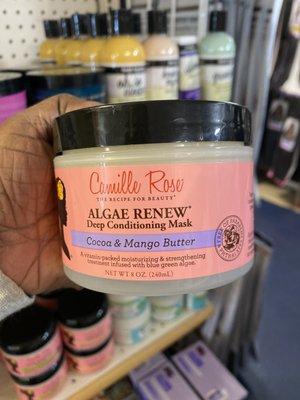 Camille Rose
THE RECIPE FOR BEAUTY
ALGAE RENEW
Deep Conditioning Mask
Cocoa & Mango Butter
A vitamin-packed moisturizing & strengthening
treatment infused with blue green algae.
NET WT 8 OZ. (240mL)